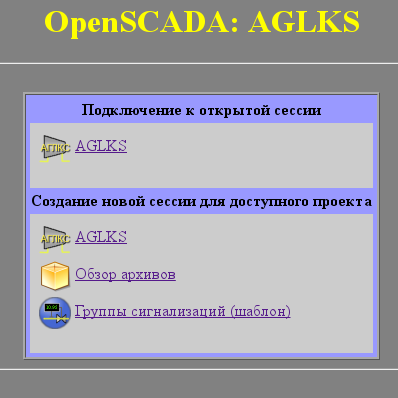 OpenSCADA: AGLKS
Подключение к открытой сессии
АГЛКС AGLKS
Создание новой сессии для доступного проекта
АГЛКС AGLKS
Обзор архивов
Группы сигнализаций (шаблон)